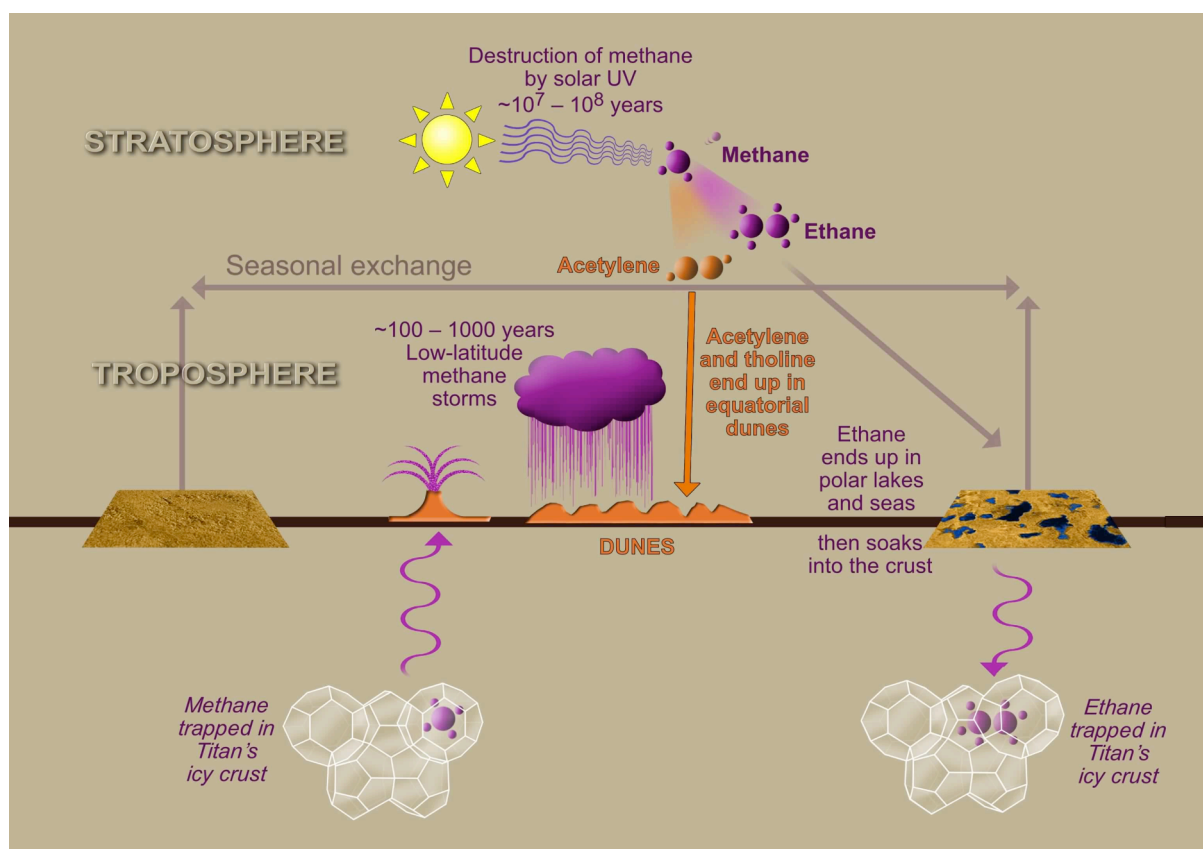 Destruction of methane
by solar UV
~10⁷ – 10⁸ years
STRATOSPHERE
Methane
Ethane
Acetylene
Seasonal exchange
~100 – 1000 years
Low-latitude
methane
storms
TROPOSPHERE
Acetylene
and tholine
end up in
equatorial
dunes
Ethane
ends up in
polar lakes
and seas
then soaks
into the crust
DUNES
Methane
trapped in
Titan's
icy crust
Ethane
trapped in
Titan's
icy crust